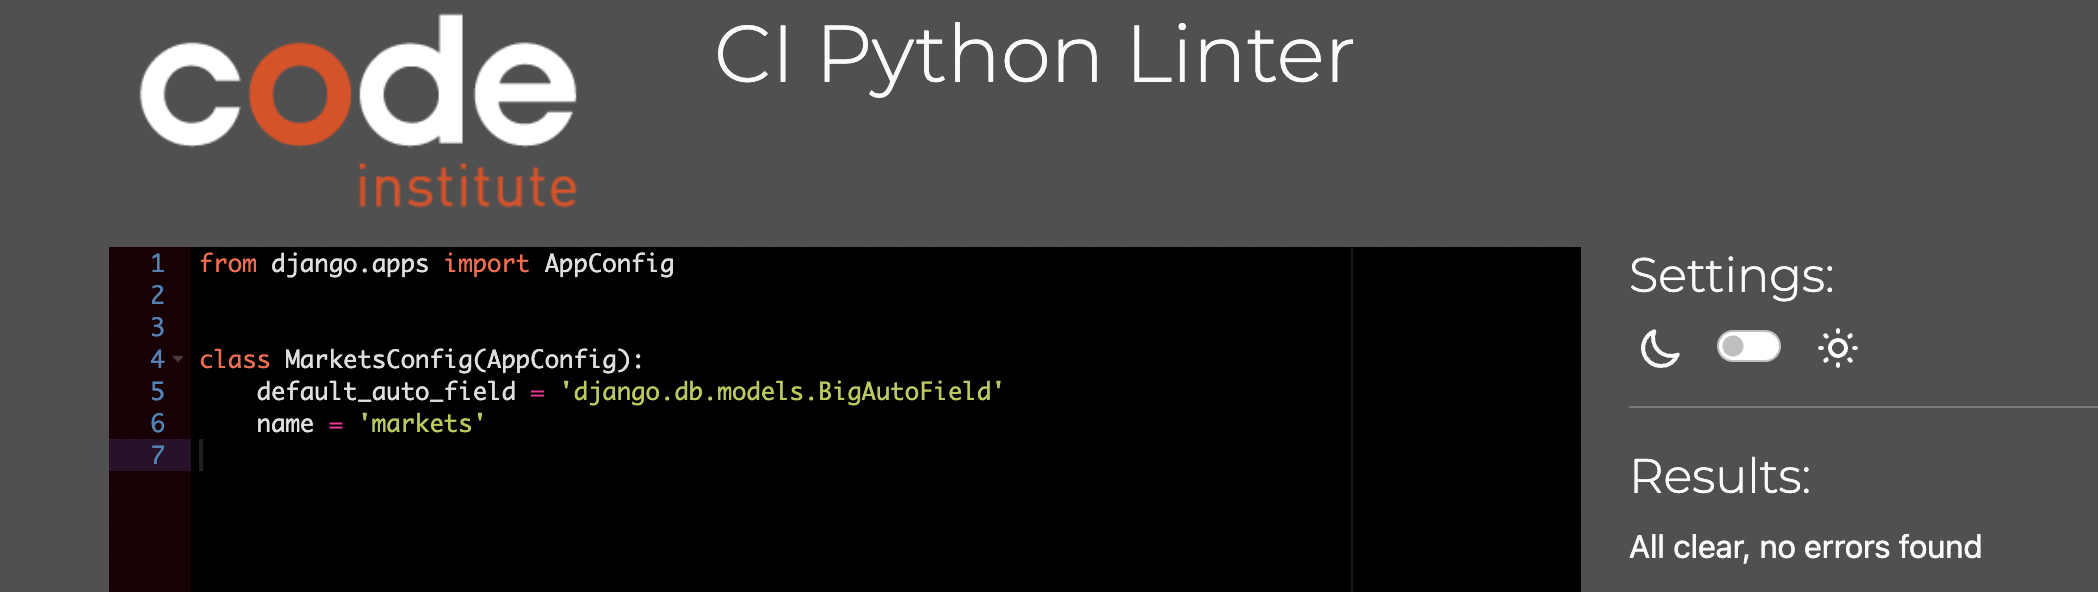 code
institute
CI Python Linter
1 from django.apps import AppConfig
2
3
4 class MarketsConfig(AppConfig):
5     default_auto_field = 'django.db.models.BigAutoField'
6     name = 'markets'
7
Settings:
Results:
All clear, no errors found